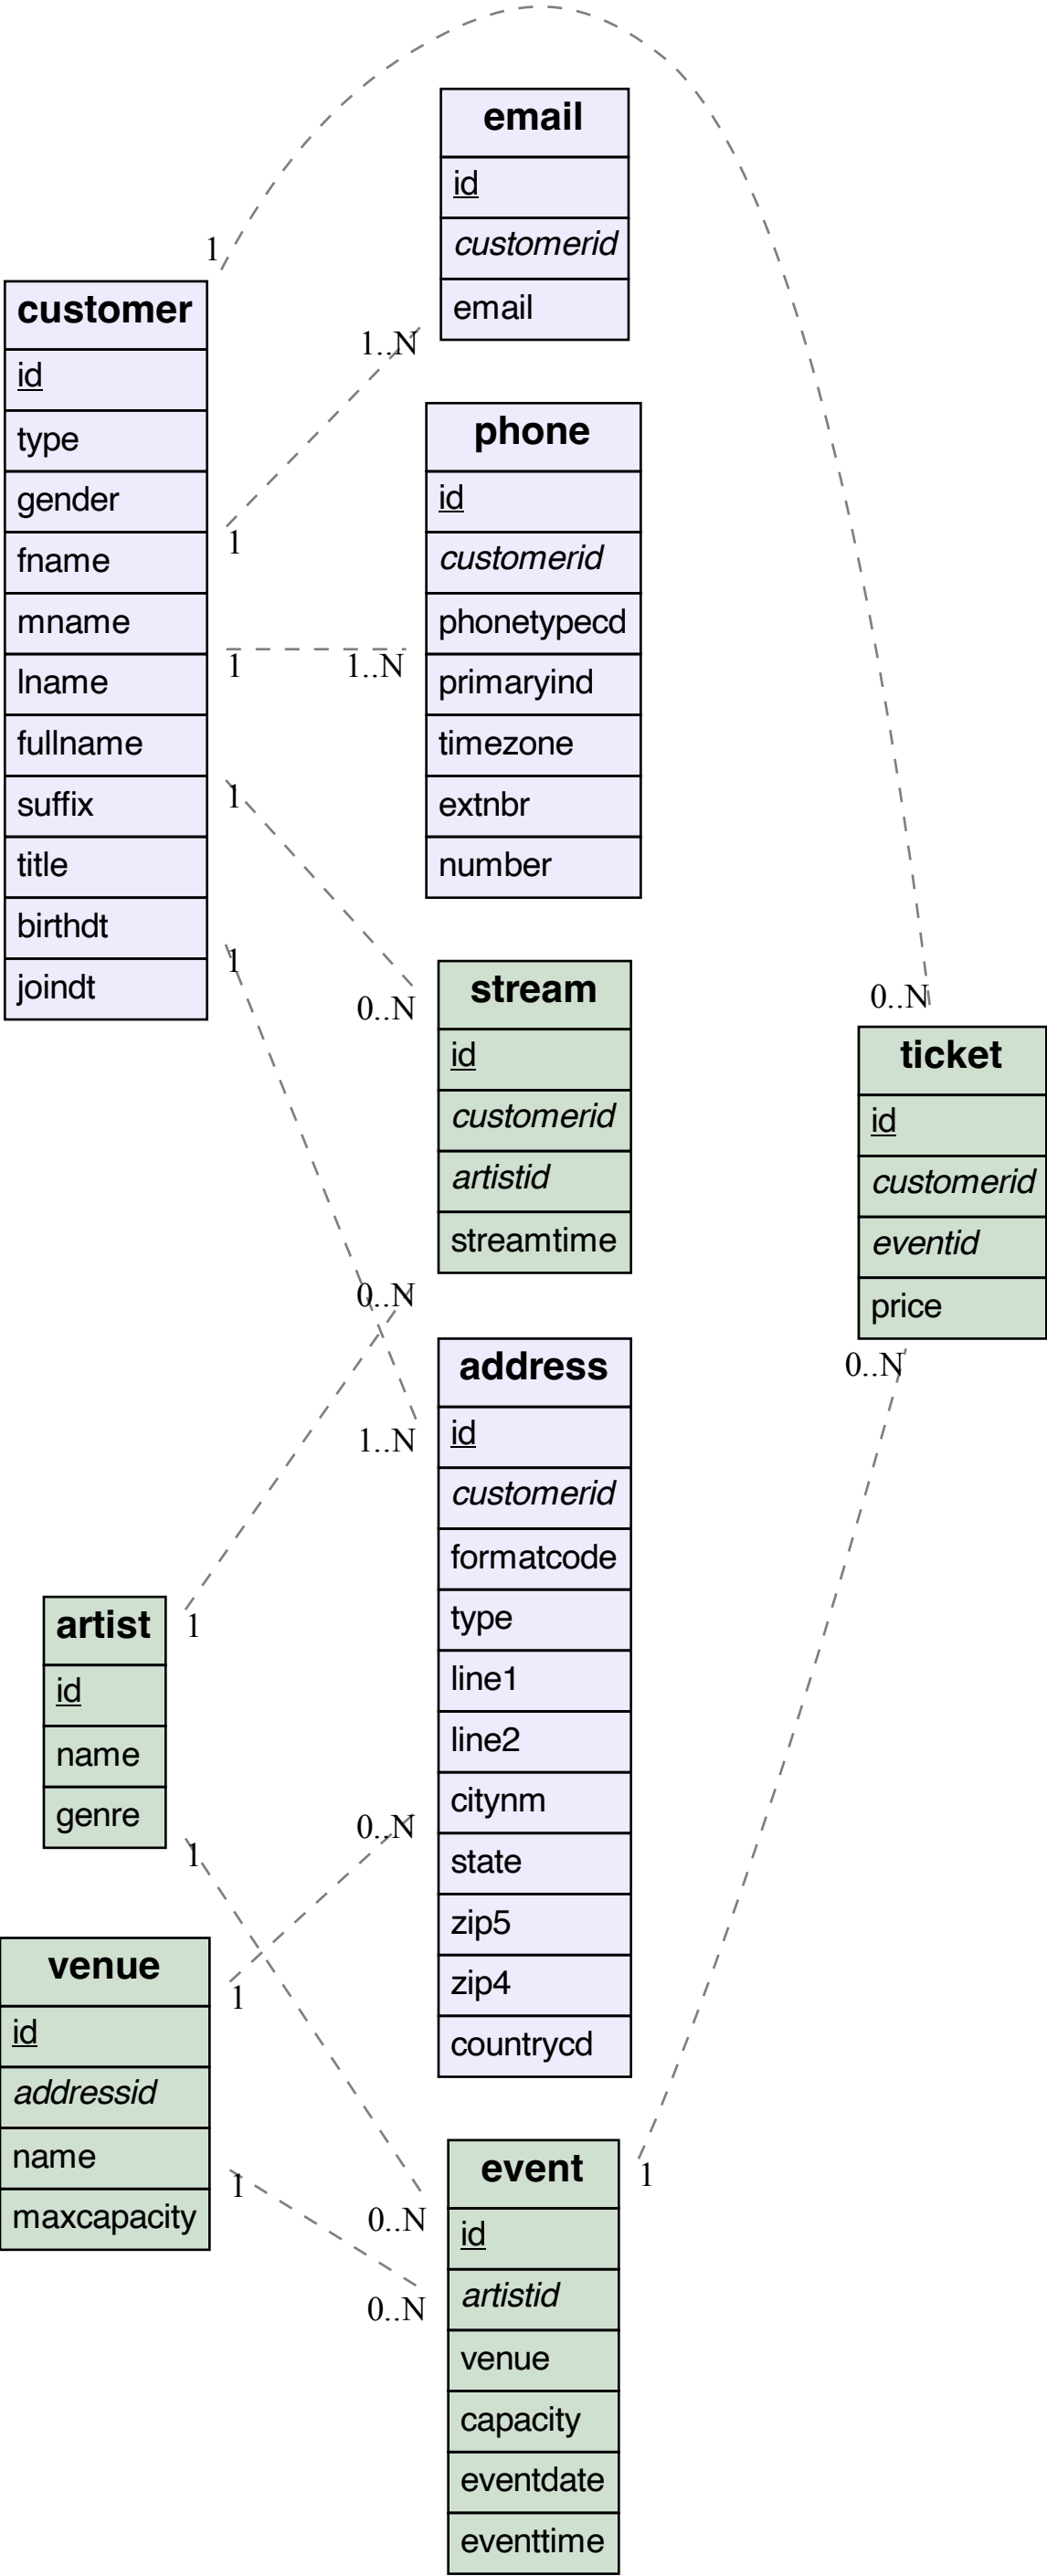 email
id
customerid
email
1
customer
id
type
gender
fname
mname
lname
fullname
suffix
title
birthdt
joindt
1..N
1
phone
id
customerid
phonetypecd
primaryind
timezone
extnbr
number
1
1..N
1
1
0..N
stream
id
customerid
artistid
streamtime
0..N
ticket
id
customerid
eventid
price
0..N
0..N
1..N
address
id
customerid
formatcode
type
line1
line2
citynm
state
zip5
zip4
countrycd
artist
id
name
genre
1
1
0..N
venue
id
addressid
name
maxcapacity
1
1
0..N
0..N
event
id
artistid
venue
capacity
eventdate
eventtime
1